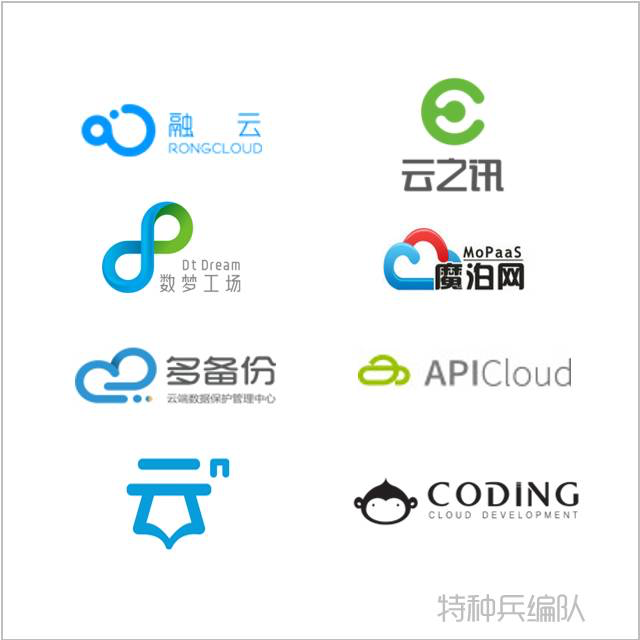 融云
RONGCLOUD
云之讯
Dt Dream
数梦工场
MoPaaS
魔泊网
多备份
云端数据保护管理中心
APICloud
云n
CODING
CLOUD DEVELOPMENT
特种兵编队